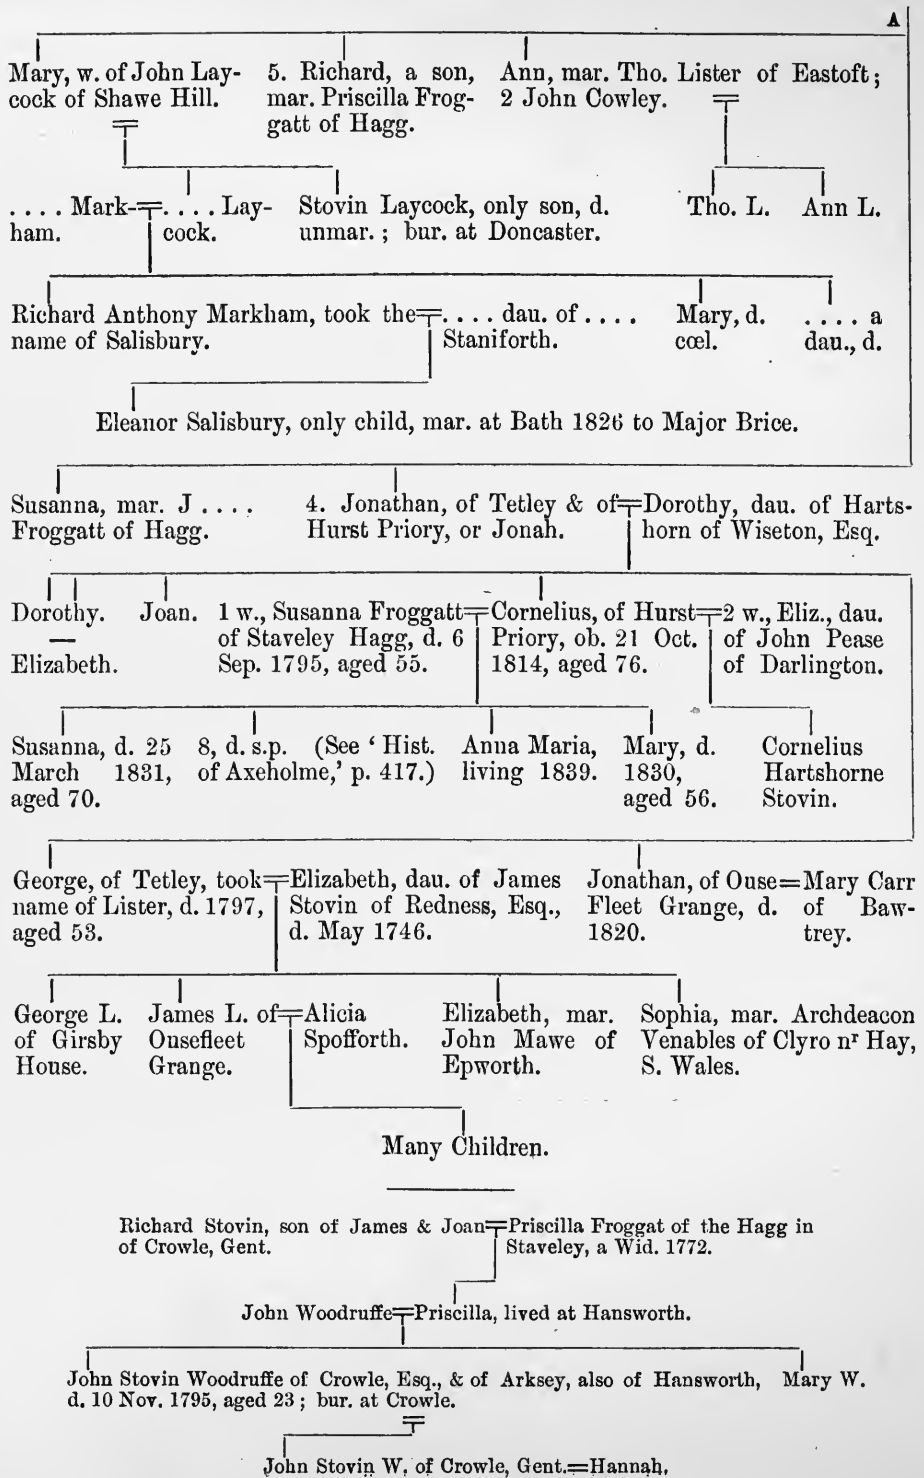 A
Mary, w. of John Lay-
cock of Shawe Hill.
5. Richard, a son,
mar. Priscilla Frog-
gatt of Hagg.
Ann, mar. Tho. Lister of Eastoft;
2 John Cowley.
. . . . Mark-
ham.
. . . . Lay-
cock.
Stovin Laycock, only son, d.
unmar.; bur. at Doncaster.
Tho. L.
Ann L.
Richard Anthony Markham, took the
name of Salisbury.
. . . . dau. of . . . .
Staniforth.
Mary, d.
cœl.
. . . . a
dau., d.
Eleanor Salisbury, only child, mar. at Bath 1826 to Major Brice.
Susanna, mar. J . . . .
Froggatt of Hagg.
4. Jonathan, of Tetley & of
Hurst Priory, or Jonah.
Dorothy, dau. of Harts-
horn of Wiseton, Esq.
Dorothy.
—
Elizabeth.
Joan.
1 w., Susanna Froggatt
of Staveley Hagg, d. 6
Sep. 1795, aged 55.
Cornelius, of Hurst
Priory, ob. 21 Oct.
1814, aged 76.
2 w., Eliz., dau.
of John Pease
of Darlington.
Susanna, d. 25
March 1831,
aged 70.
8, d. s.p. (See ‘Hist.
of Axeholme,’ p. 417.)
Anna Maria,
living 1839.
Mary, d.
1830,
aged 56.
Cornelius
Hartshorne
Stovin.
George, of Tetley, took
name of Lister, d. 1797,
aged 53.
Elizabeth, dau. of James
Stovin of Redness, Esq.,
d. May 1746.
Jonathan, of Ouse
Fleet Grange, d.
1820.
=Mary Carr
of Baw-
trey.
George L.
of Girsby
House.
James L. of
Ousefleet
Grange.
Alicia
Spofforth.
Elizabeth, mar.
John Mawe of
Epworth.
Sophia, mar. Archdeacon
Venables of Clyro nr Hay,
S. Wales.
Many Children.
Richard Stovin, son of James & Joan
of Crowle, Gent.
Priscilla Froggat of the Hagg in
Staveley, a Wid. 1772.
John Woodruffe
Priscilla, lived at Hansworth.
John Stovin Woodruffe of Crowle, Esq., & of Arksey, also of Hansworth,
d. 10 Nov. 1795, aged 23; bur. at Crowle.
Mary W.
John Stovin W. of Crowle, Gent.=Hannah.